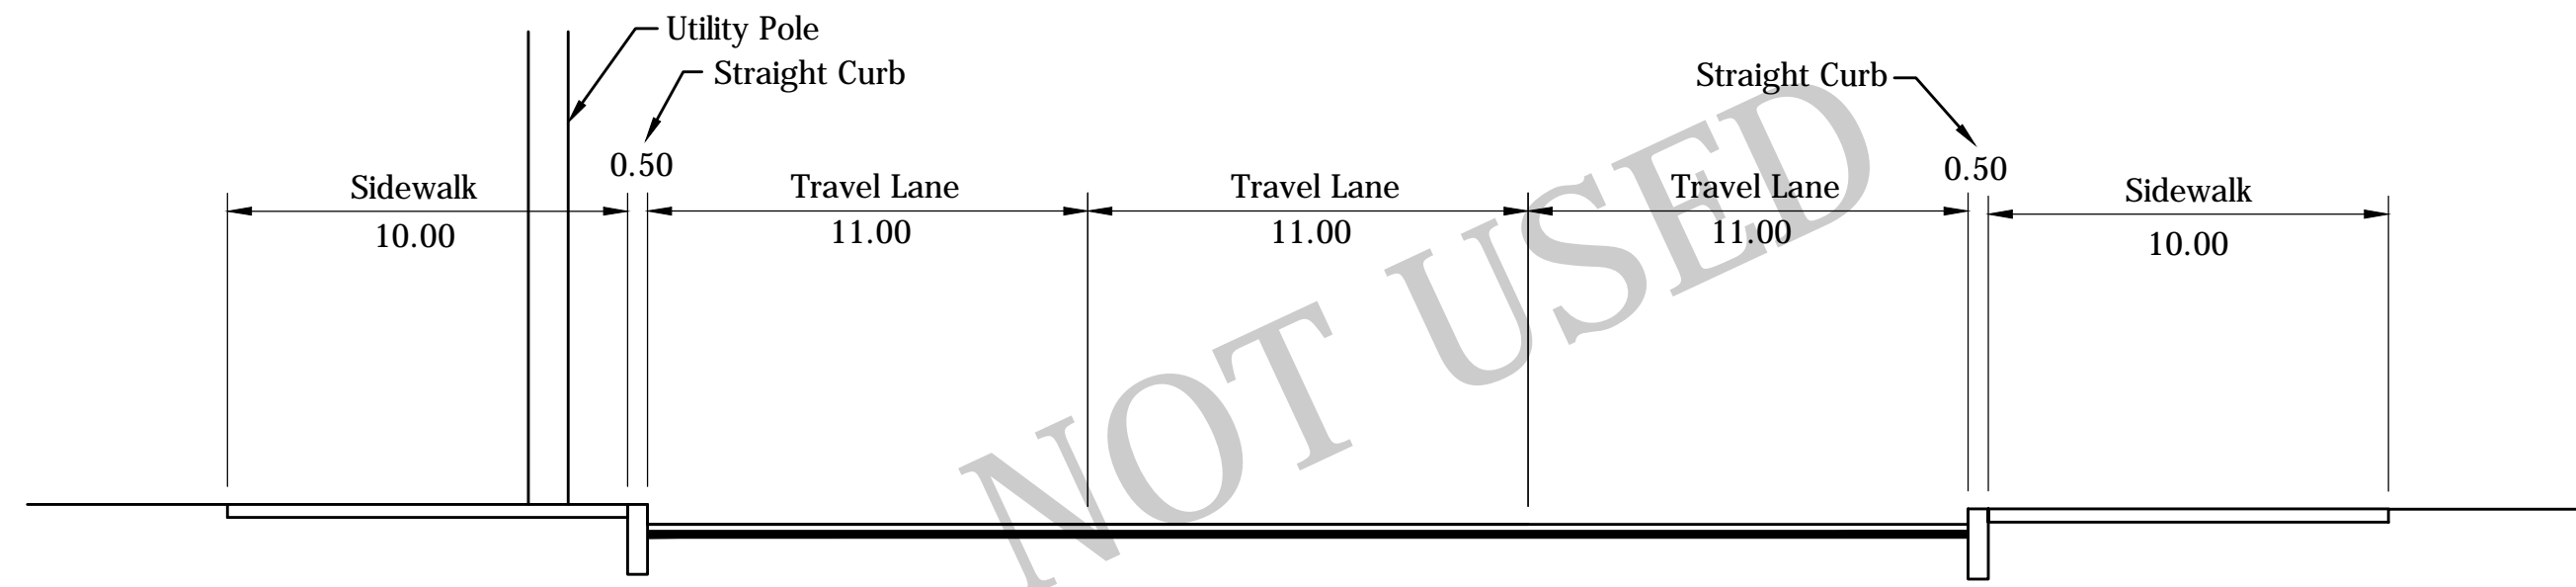 Utility Pole
Straight Curb
Straight Curb
0.50
0.50
Sidewalk
Travel Lane
Travel Lane
Travel Lane
Sidewalk
10.00
11.00
11.00
11.00
10.00
NOT USED